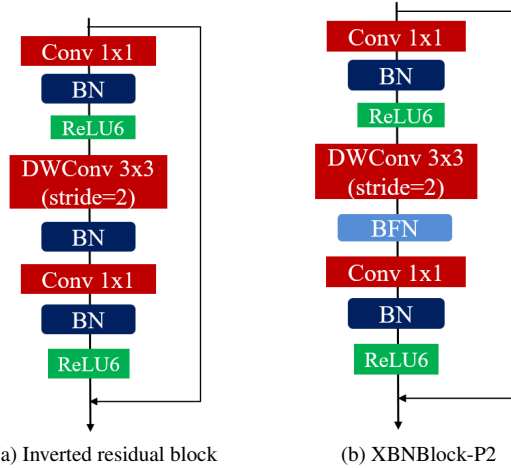 Conv 1x1
BN
ReLU6
DWConv 3x3
(stride=2)
BN
Conv 1x1
BN
ReLU6
a) Inverted residual block
Conv 1x1
BN
ReLU6
DWConv 3x3
(stride=2)
BFN
Conv 1x1
BN
ReLU6
(b) XBNBlock-P2